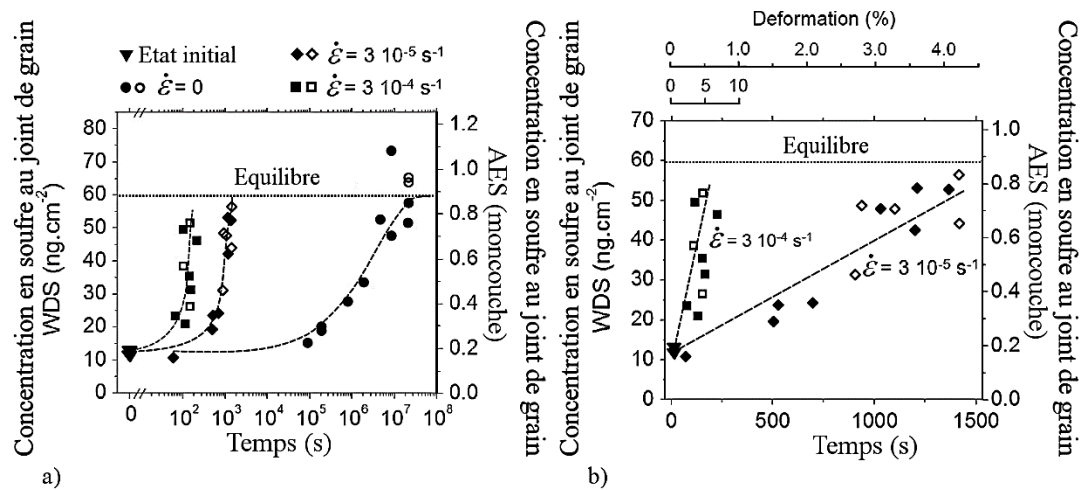 a)
Etat initial
ε̇ = 0
ε̇ = 3 10⁻⁵ s⁻¹
ε̇ = 3 10⁻⁴ s⁻¹
Concentration en soufre au joint de grain
WDS (ng.cm⁻²)
80
70
60
50
40
30
20
10
0
Equilibre
1.2
1.0
0.8
0.6
0.4
0.2
0.0
AES (moncouche)
Concentration en soufre au joint de grain
0 10² 10³ 10⁴ 10⁵ 10⁶ 10⁷ 10⁸
Temps (s)
b)
Deformation (%)
0.0 1.0 2.0 3.0 4.0
0 5 10
Concentration en soufre au joint de grain
WDS (ng.cm⁻²)
70
60
50
40
30
20
10
0
Equilibre
ε̇ = 3 10⁻⁴ s⁻¹
ε̇ = 3 10⁻⁵ s⁻¹
1.0
0.8
0.6
0.4
0.2
0.0
AES (moncouche)
Concentration en soufre au joint de grain
0 500 1000 1500
Temps (s)